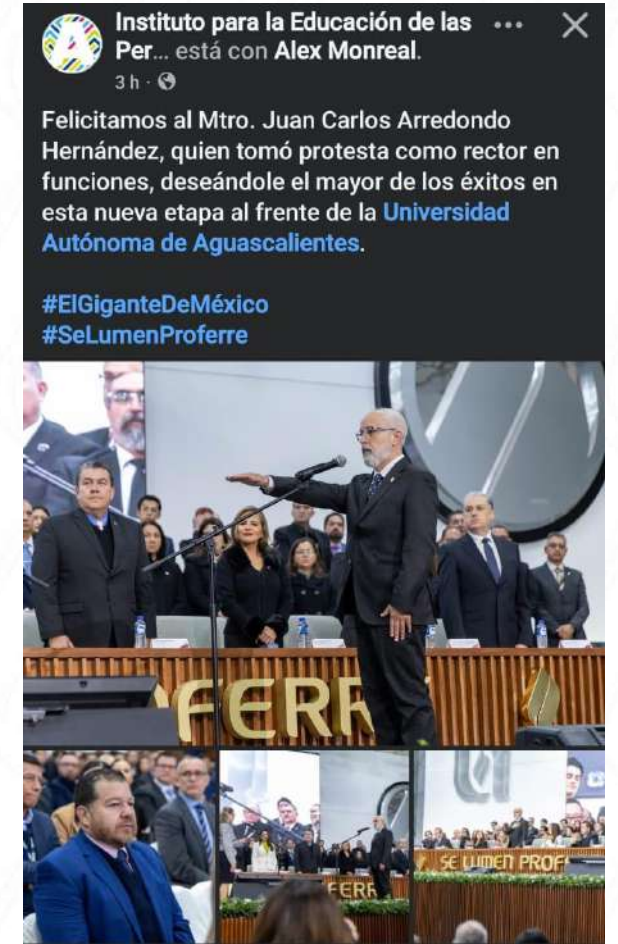 Instituto para la Educación de las
Per... está con Alex Monreal.
3 h
Felicitamos al Mtro. Juan Carlos Arredondo
Hernández, quien tomó protesta como rector en
funciones, deseándole el mayor de los éxitos en
esta nueva etapa al frente de la Universidad
Autónoma de Aguascalientes.
#ElGiganteDeMéxico
#SeLumenProferre
OFERR
FERR
SE LUMEN PROF